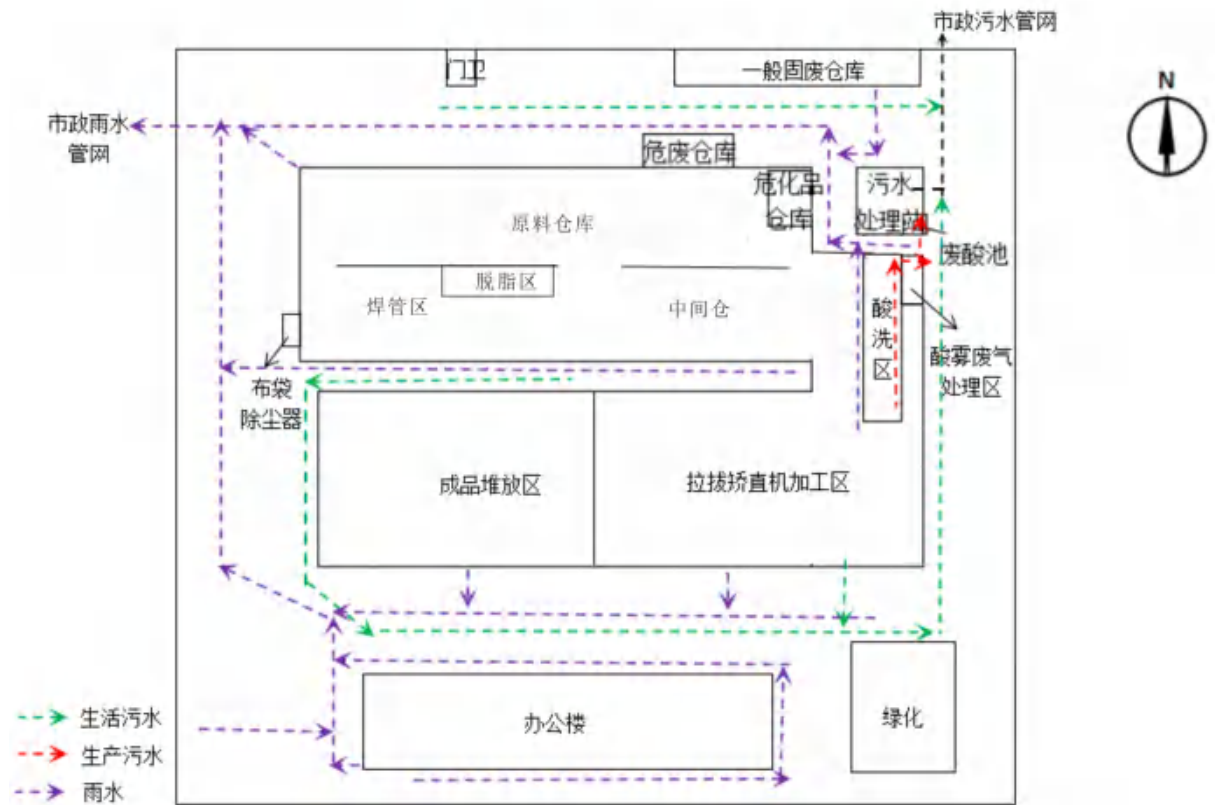 市政污水管网
门卫
一般固废仓库
N
市政雨水
管网
危废仓库
危化品
仓库
污水
处理站
原料仓库
废酸池
脱脂区
焊管区
中间仓
酸
洗
区
酸雾废气
处理区
布袋
除尘器
成品堆放区
拉拔矫直机加工区
办公楼
绿化
生活污水
生产污水
雨水